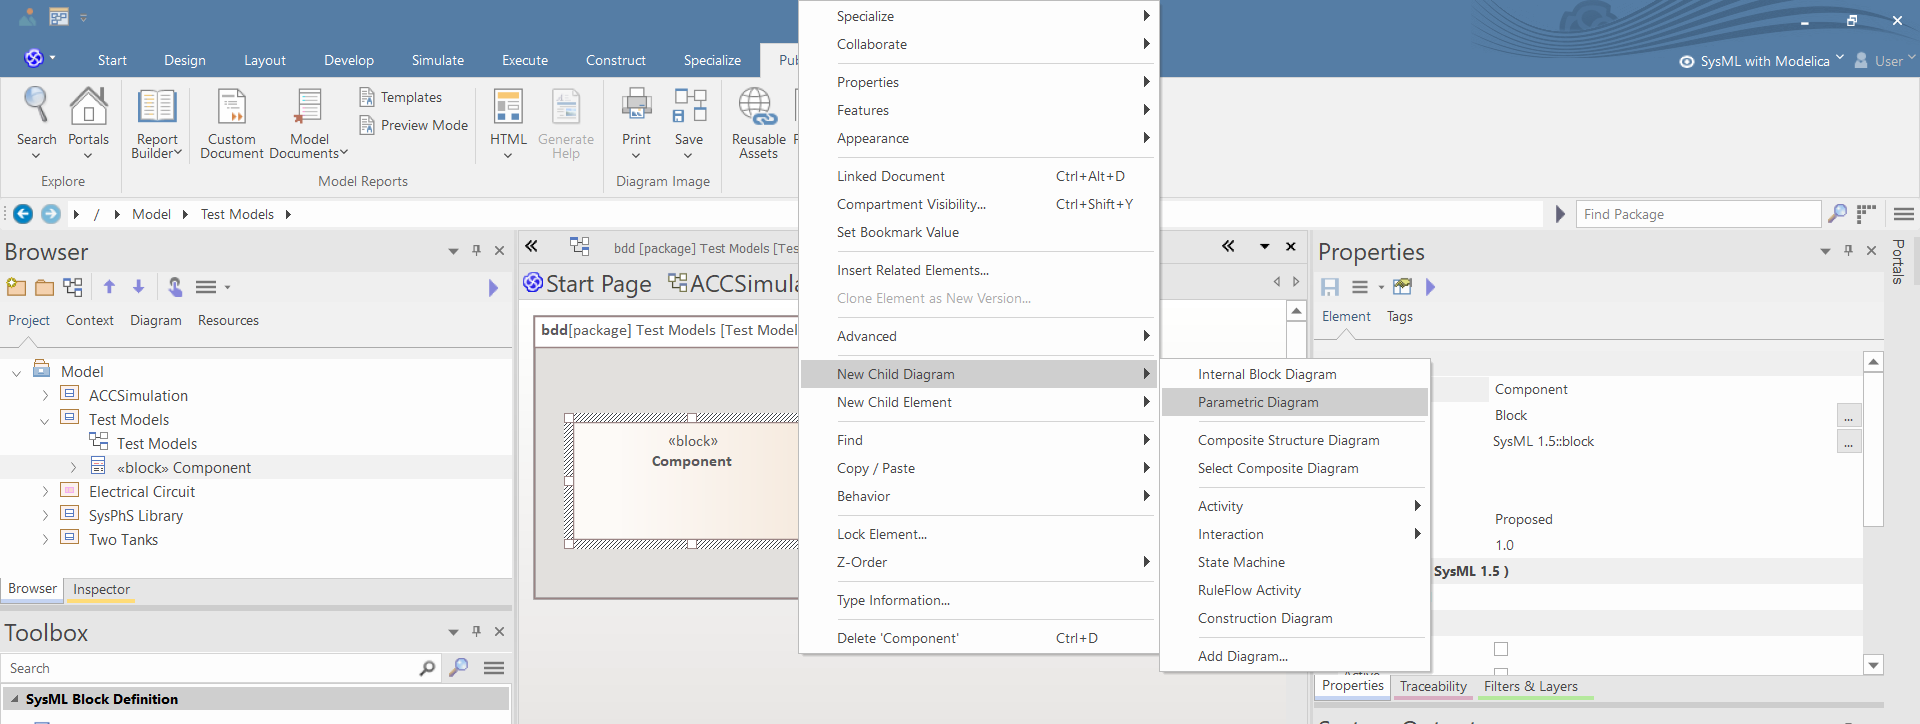 Start Design Layout Develop Simulate Execute Construct Specialize
SysML with Modelica User
Search Portals
Explore
Report Builder
Custom Document
Model Documents
Templates
Preview Mode
Model Reports
HTML
Generate Help
Print Save
Diagram Image
Reusable Assets
/ Model Test Models
Find Package
Browser
Project Context Diagram Resources
Model
ACCSimulation
Test Models
Test Models
«block» Component
Electrical Circuit
SysPhS Library
Two Tanks
Browser Inspector
Toolbox
Search
SysML Block Definition
bdd [package] Test Models [Tes
Start Page ACCSimula
bdd[package] Test Models [Test Model
«block»
Component
Specialize
Collaborate
Properties
Features
Appearance
Linked Document Ctrl+Alt+D
Compartment Visibility... Ctrl+Shift+Y
Set Bookmark Value
Insert Related Elements...
Clone Element as New Version...
Advanced
New Child Diagram
New Child Element
Find
Copy / Paste
Behavior
Lock Element...
Z-Order
Type Information...
Delete 'Component' Ctrl+D
Internal Block Diagram
Parametric Diagram
Composite Structure Diagram
Select Composite Diagram
Activity
Interaction
State Machine
RuleFlow Activity
Construction Diagram
Add Diagram...
Properties
Element Tags
Component
Block ...
SysML 1.5::block ...
Proposed
1.0
SysML 1.5 )
Properties Traceability Filters & Layers
Portals